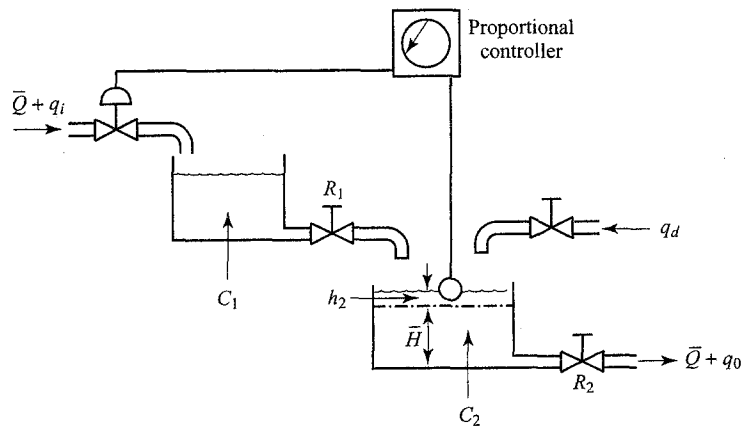 Proportional
controller
Q̄ + qᵢ
R₁
q_d
C₁
h₂
H̄
Q̄ + q₀
R₂
C₂